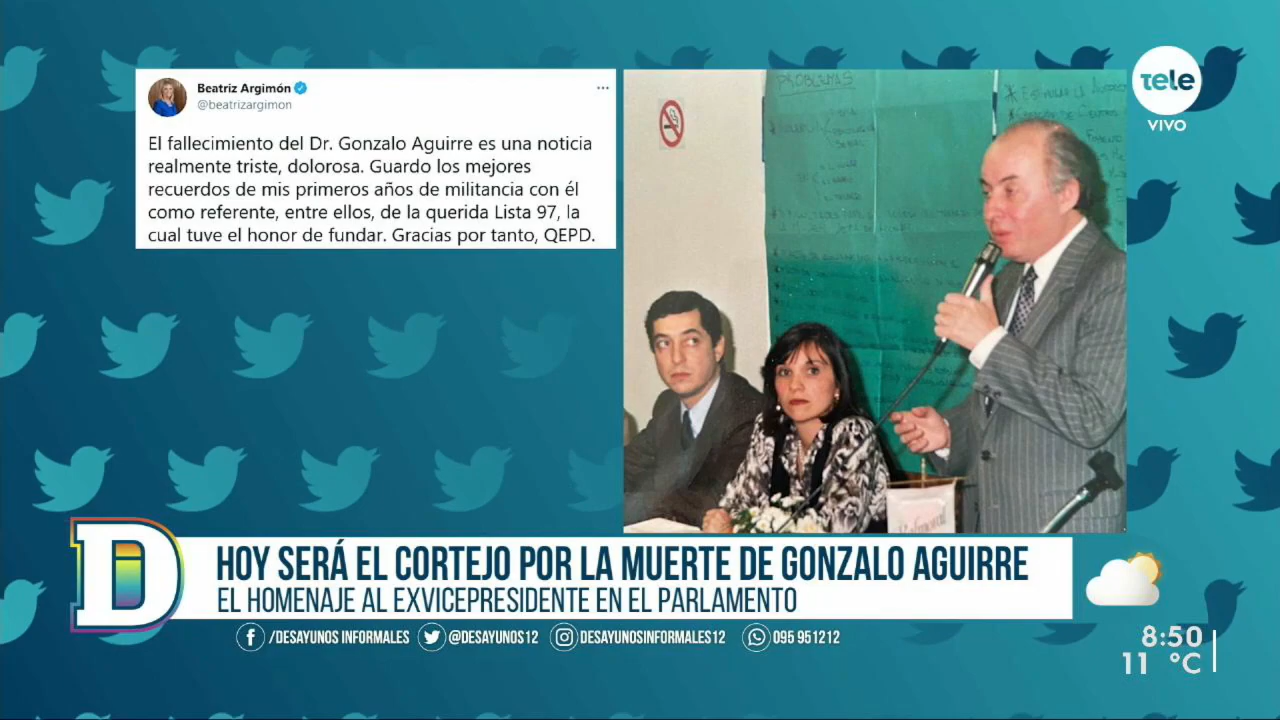 Beatriz Argimón
@beatrizargimon
El fallecimiento del Dr. Gonzalo Aguirre es una noticia
realmente triste, dolorosa. Guardo los mejores
recuerdos de mis primeros años de militancia con él
como referente, entre ellos, de la querida Lista 97, la
cual tuve el honor de fundar. Gracias por tanto, QEPD.
PROBLEMAS
tele
VIVO
D
HOY SERÁ EL CORTEJO POR LA MUERTE DE GONZALO AGUIRRE
EL HOMENAJE AL EXVICEPRESIDENTE EN EL PARLAMENTO
/DESAYUNOS INFORMALES @DESAYUNOS12 DESAYUNOSINFORMALES12 095 951212
8:50
11 °C